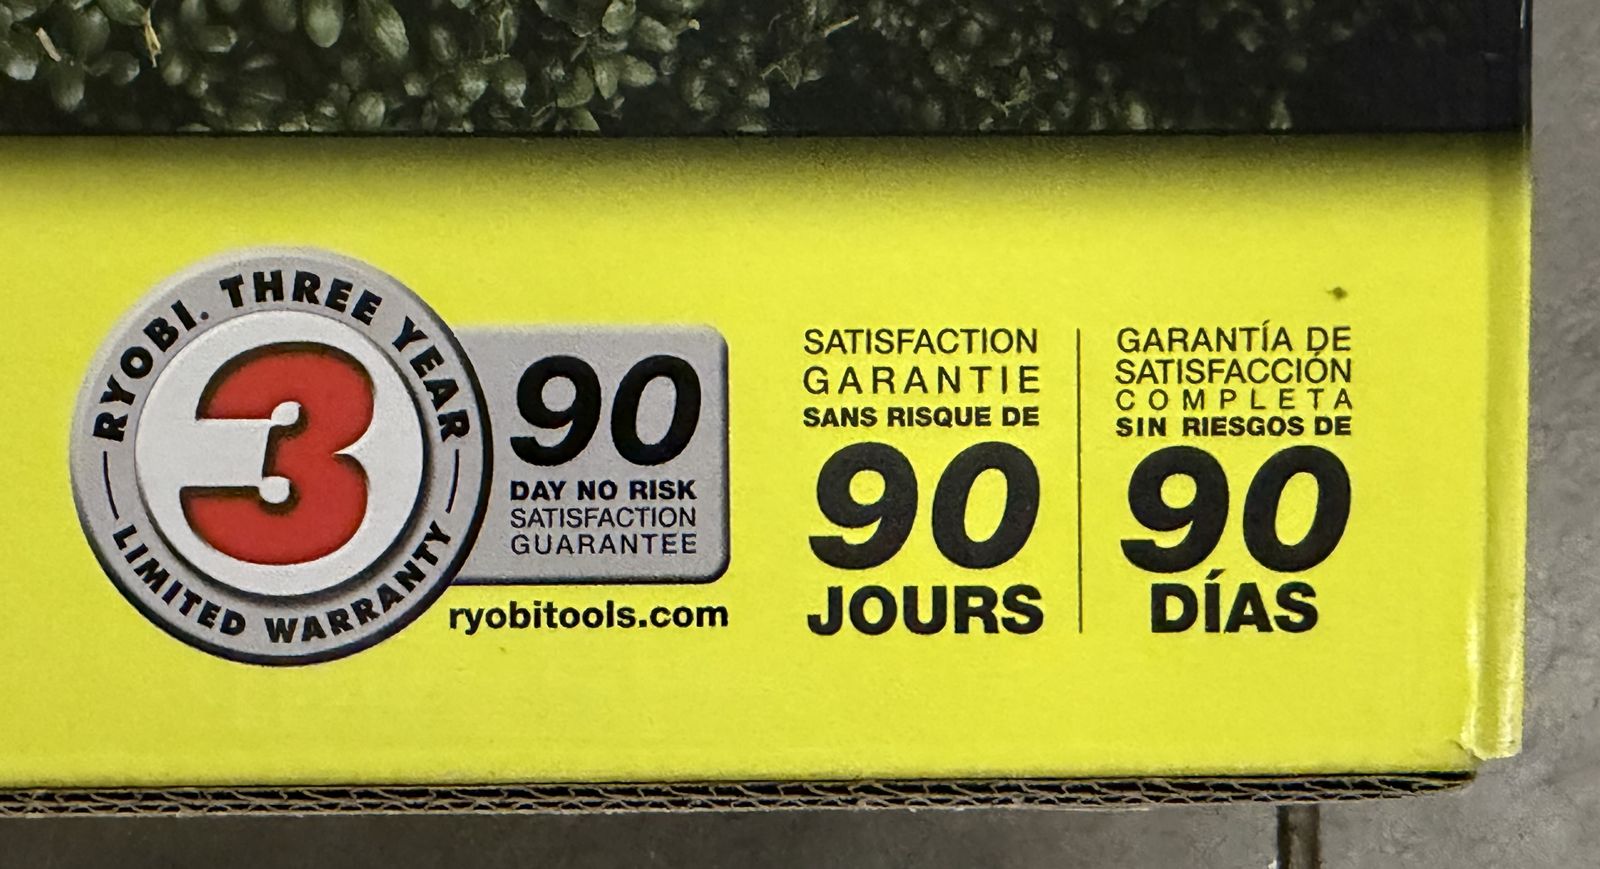 RYOBI. THREE YEAR
3
LIMITED WARRANTY
90
DAY NO RISK
SATISFACTION
GUARANTEE
ryobitools.com
SATISFACTION
GARANTIE
SANS RISQUE DE
90
JOURS
GARANTÍA DE
SATISFACCIÓN
COMPLETA
SIN RIESGOS DE
90
DÍAS